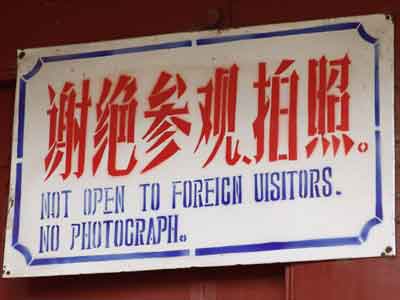 谢绝参观、拍照。
NOT OPEN TO FOREIGN VISITORS.
NO PHOTOGRAPH。